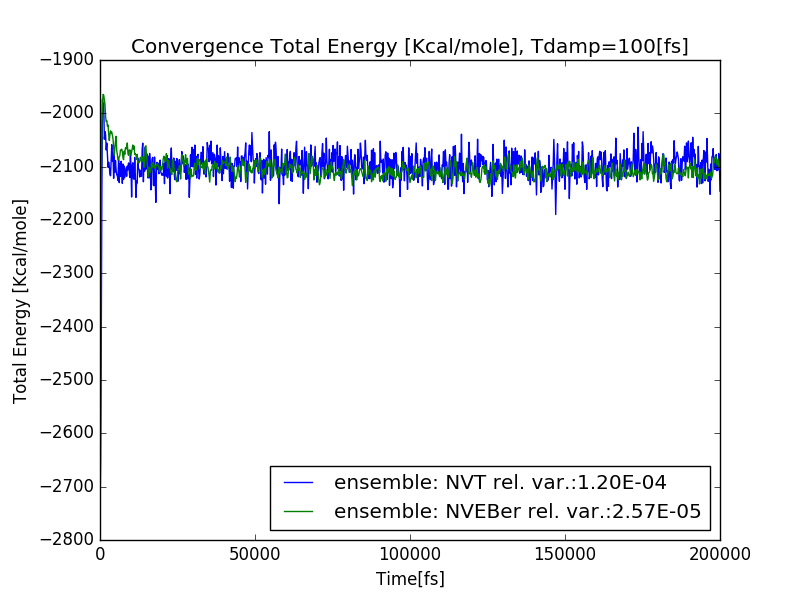 Convergence Total Energy [Kcal/mole], Tdamp=100[fs]
−1900
−2000
−2100
−2200
−2300
−2400
−2500
−2600
−2700
−2800
Total Energy [Kcal/mole]
ensemble: NVT rel. var.:1.20E-04
ensemble: NVEBer rel. var.:2.57E-05
0 50000 100000 150000 200000
Time[fs]